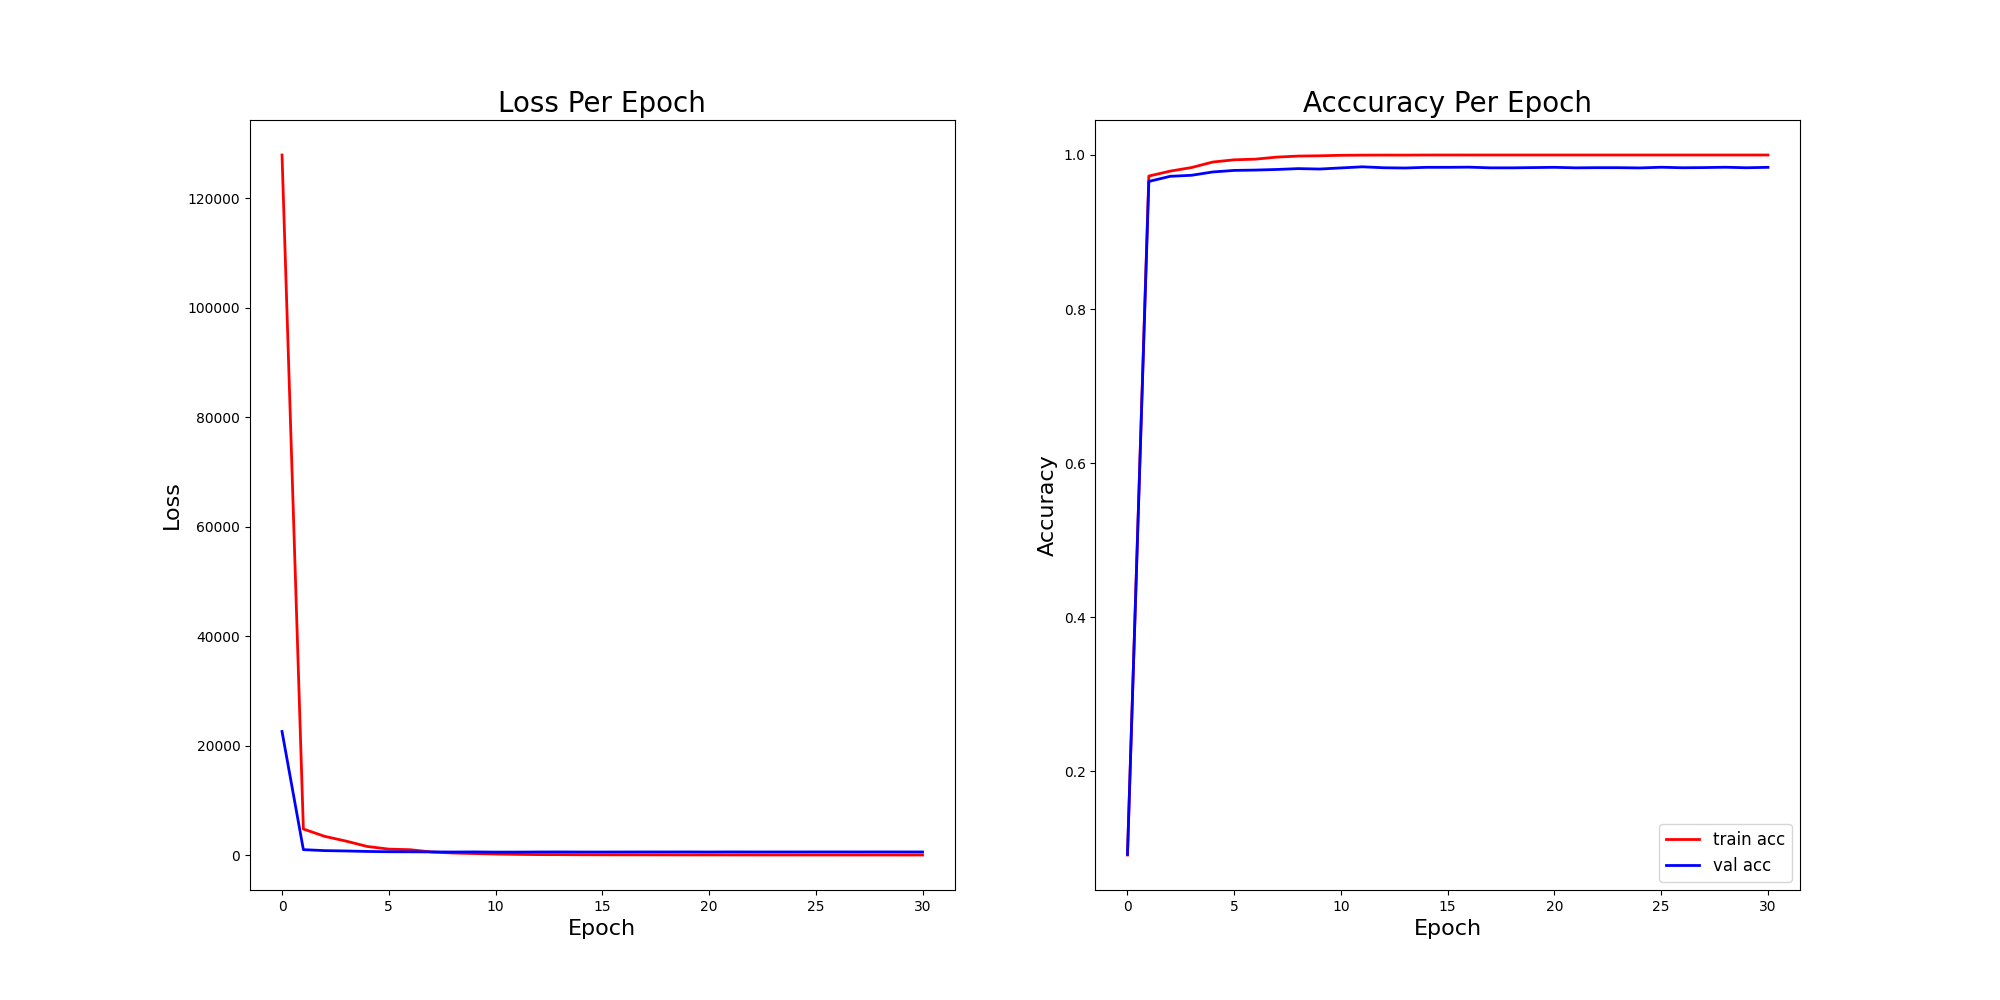 Loss Per Epoch
120000
100000
80000
60000
40000
20000
0
Loss
0 5 10 15 20 25 30
Epoch
Acccuracy Per Epoch
1.0
0.8
0.6
0.4
0.2
Accuracy
train acc
val acc
0 5 10 15 20 25 30
Epoch